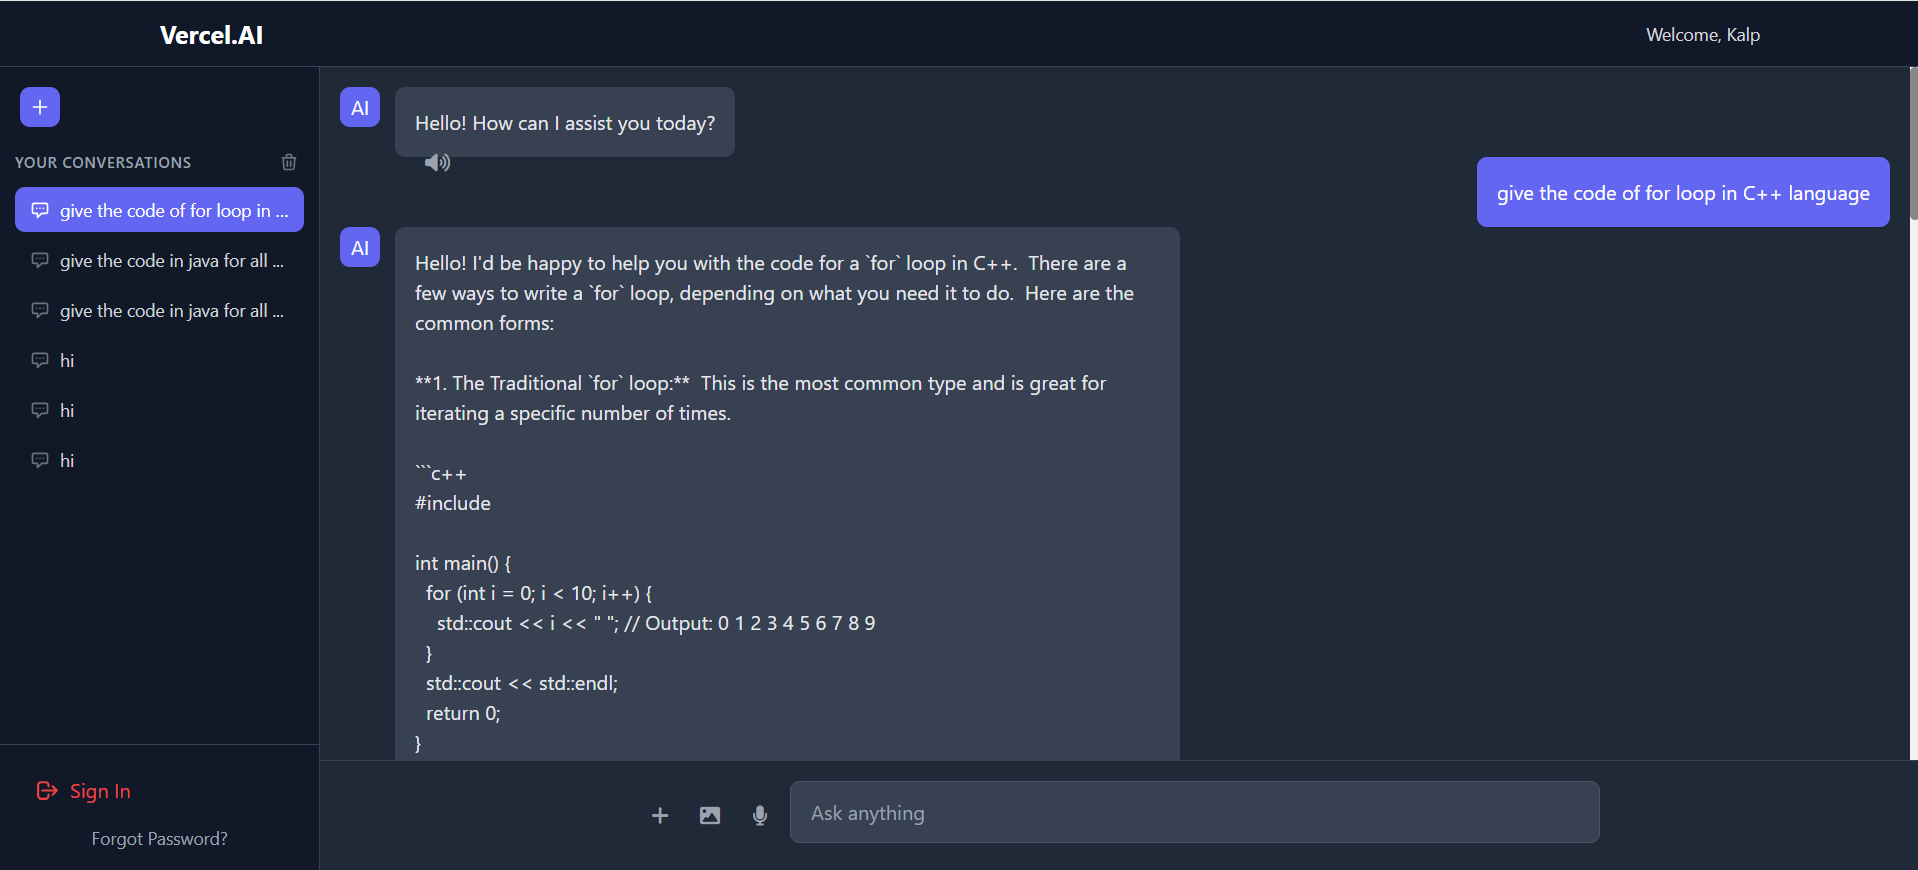 Vercel.AI
Welcome, Kalp
YOUR CONVERSATIONS
give the code of for loop in ...
give the code in java for all ...
give the code in java for all ...
hi
hi
hi
Sign In
Forgot Password?
AI
Hello! How can I assist you today?
give the code of for loop in C++ language
AI
Hello! I'd be happy to help you with the code for a `for` loop in C++.  There are a
few ways to write a `for` loop, depending on what you need it to do.  Here are the
common forms:
**1. The Traditional `for` loop:**  This is the most common type and is great for
iterating a specific number of times.
```c++
#include
int main() {
  for (int i = 0; i < 10; i++) {
    std::cout << i << " "; // Output: 0 1 2 3 4 5 6 7 8 9
  }
  std::cout << std::endl;
  return 0;
}
Ask anything